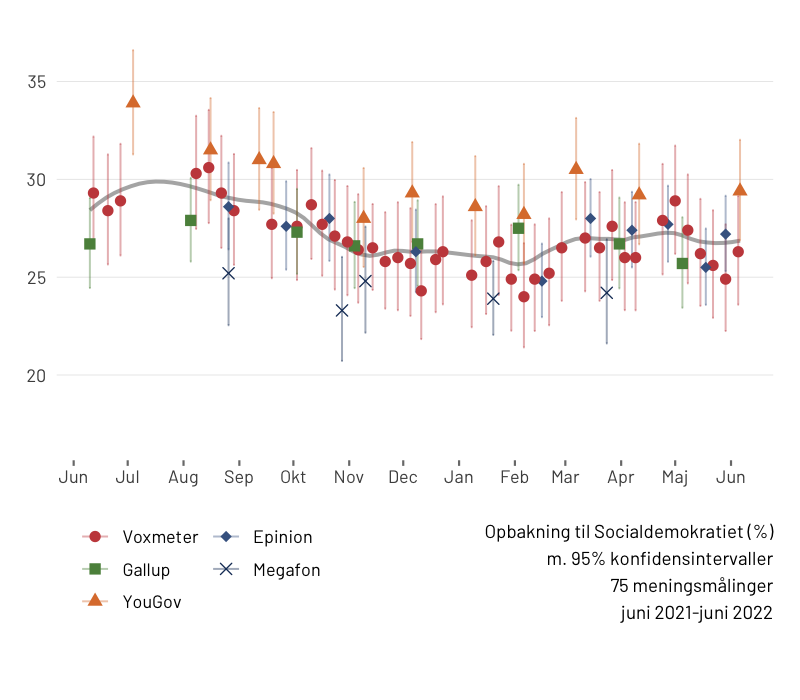 35
30
25
20
Jun Jul Aug Sep Okt Nov Dec Jan Feb Mar Apr Maj Jun
Voxmeter Epinion
Gallup Megafon
YouGov
Opbakning til Socialdemokratiet (%)
m. 95% konfidensintervaller
75 meningsmålinger
juni 2021-juni 2022